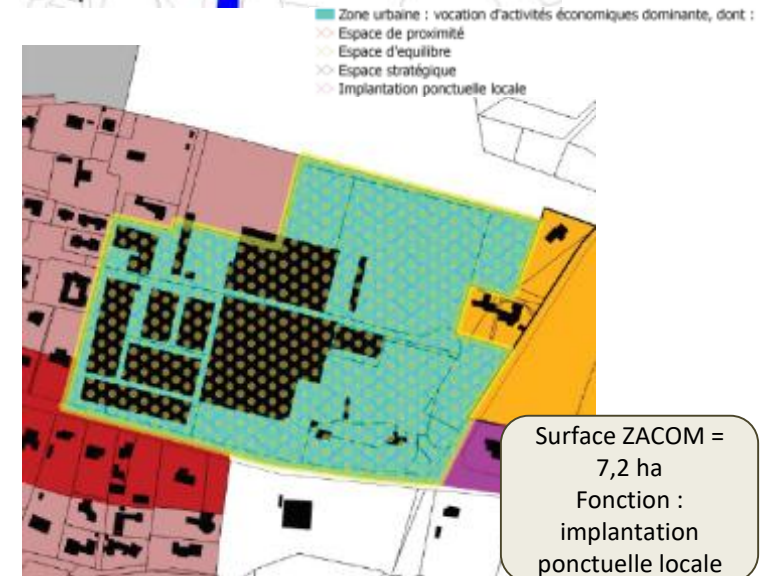 Zone urbaine : vocation d'activités économiques dominante, dont :
Espace de proximité
Espace d'equilibre
Espace stratégique
Implantation ponctuelle locale
Surface ZACOM =
7,2 ha
Fonction :
implantation
ponctuelle locale